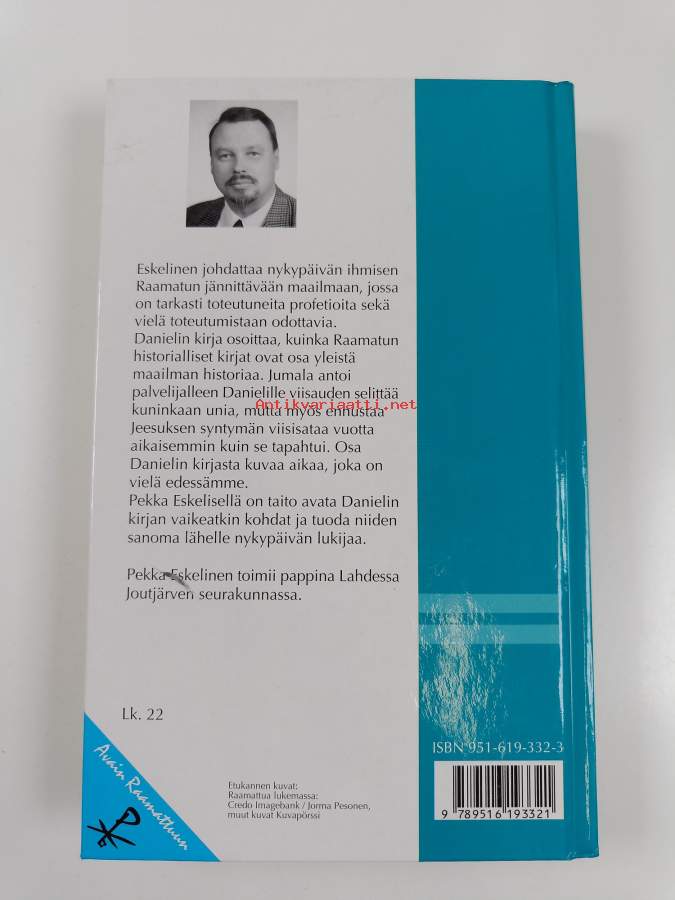 Eskelinen johdattaa nykypäivän ihmisen
Raamatun jännittävään maailmaan, jossa
on tarkasti toteutuneita profetioita sekä
vielä toteutumistaan odottavia.
Danielin kirja osoittaa, kuinka Raamatun
historialliset kirjat ovat osa yleistä
maailman historiaa. Jumala antoi
palvelijalleen Danielille viisauden selittää
Antikvariaatti.net
kuninkaan unia, mutta myös ennustaa
Jeesuksen syntymän viisisataa vuotta
aikaisemmin kuin se tapahtui. Osa
Danielin kirjasta kuvaa aikaa, joka on
vielä edessämme.
Pekka Eskelisellä on taito avata Danielin
kirjan vaikeatkin kohdat ja tuoda niiden
sanoma lähelle nykypäivän lukijaa.
Pekka Eskelinen toimii pappina Lahdessa
Joutjärven seurakunnassa.
Lk. 22
Avain Raamattuun
Etukannen kuvat:
Raamattua lukemassa:
Credo Imagebank / Jorma Pesonen,
muut kuvat Kuvapörssi
ISBN 951-619-332-3
9 789516 193321